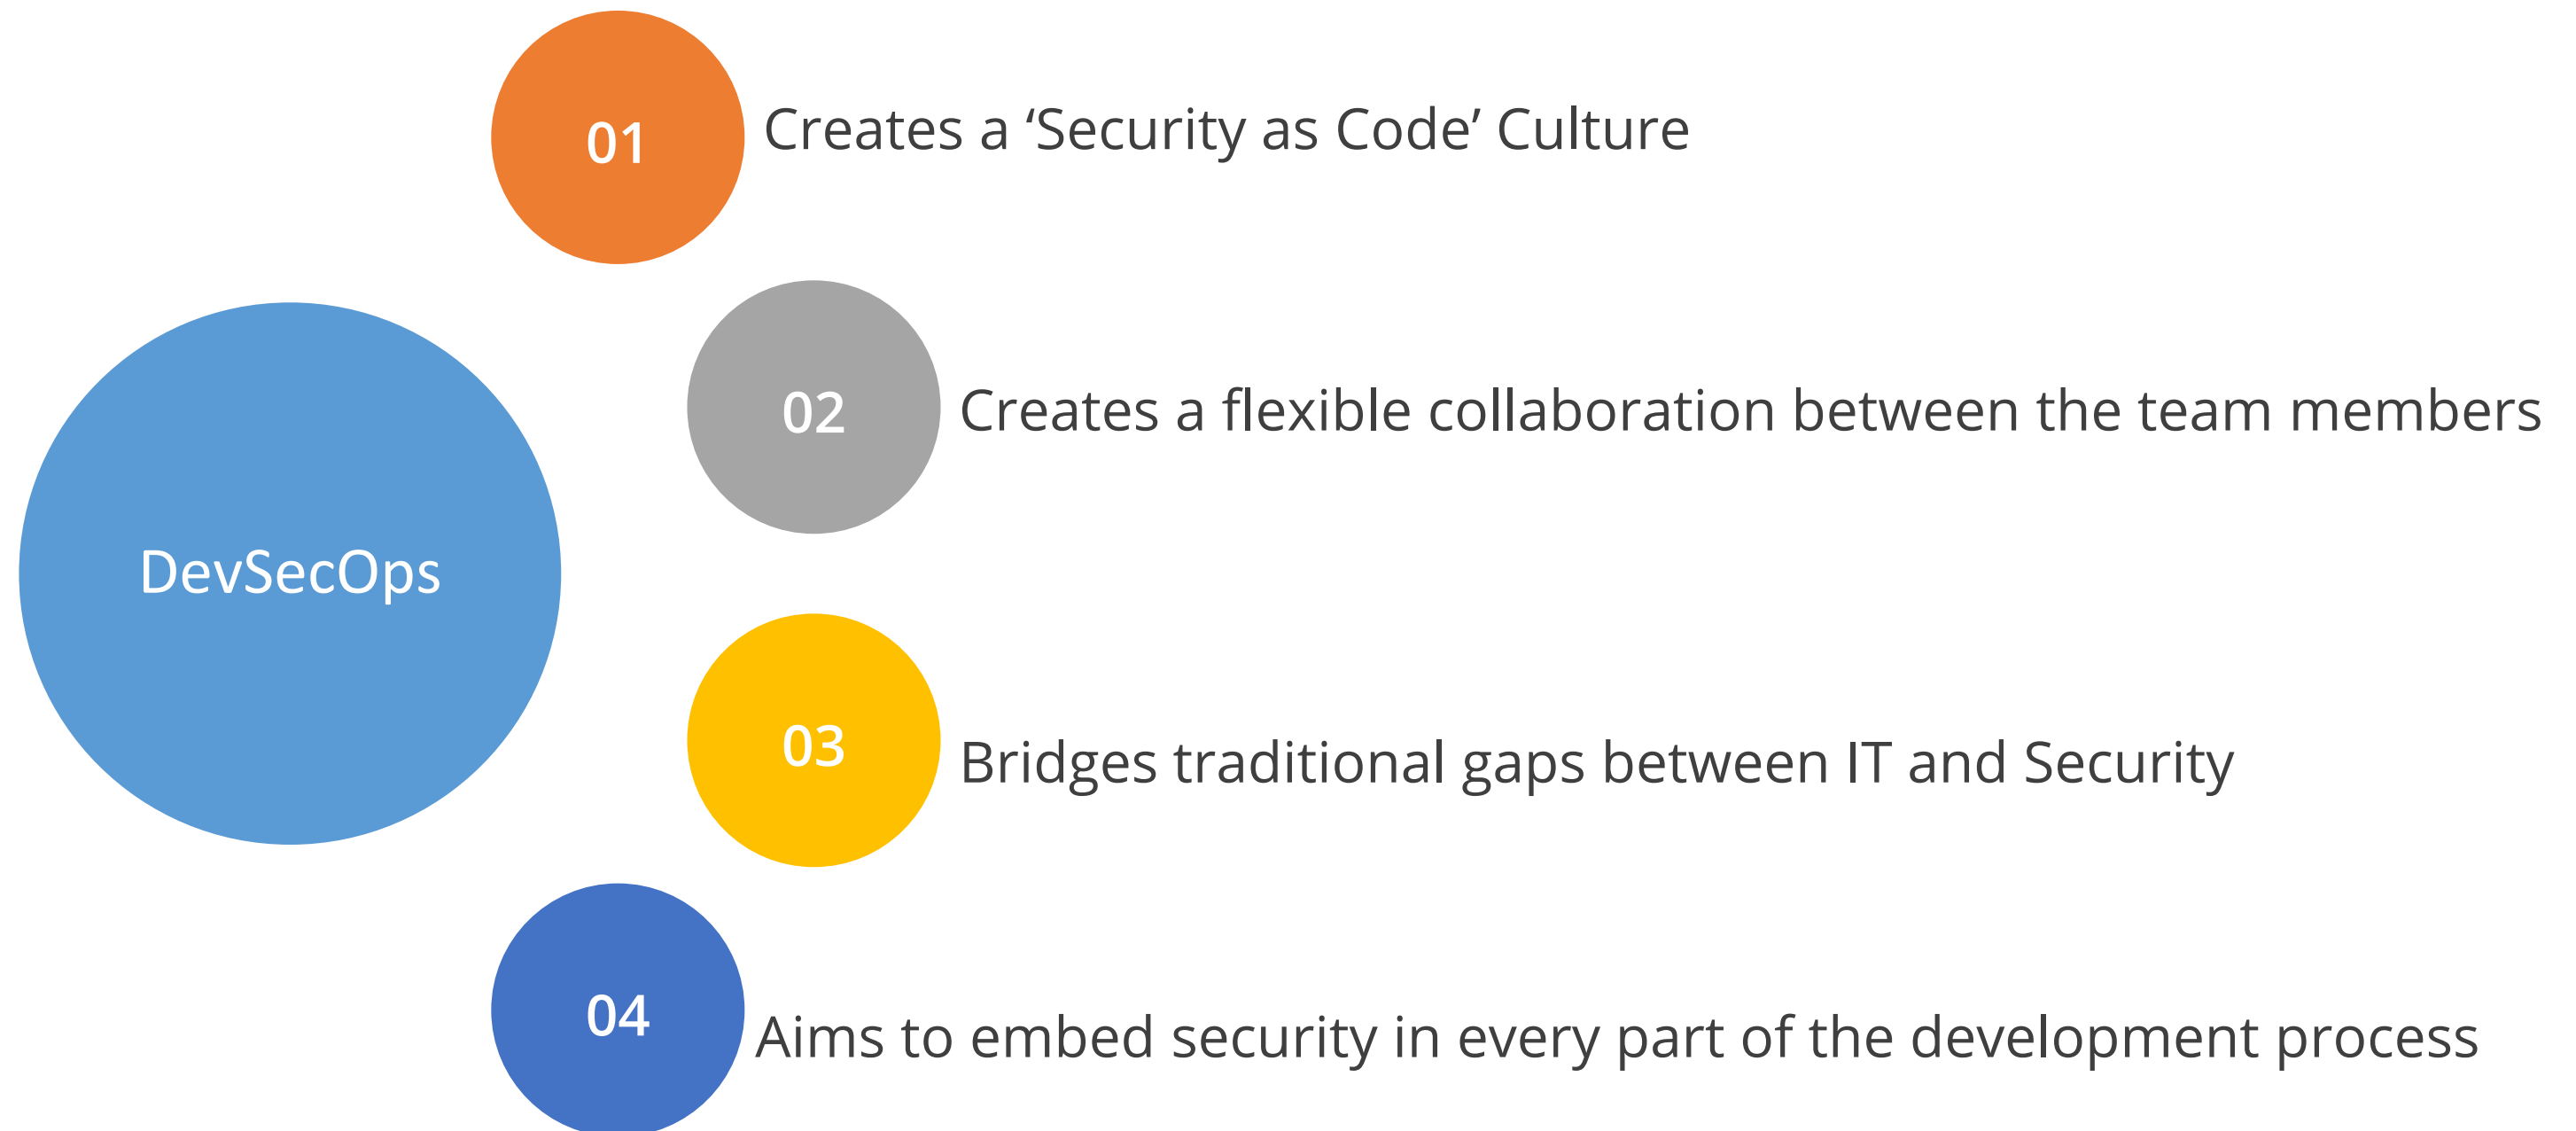 01
Creates a ‘Security as Code’ Culture
02
Creates a flexible collaboration between the team members
DevSecOps
03
Bridges traditional gaps between IT and Security
04
Aims to embed security in every part of the development process